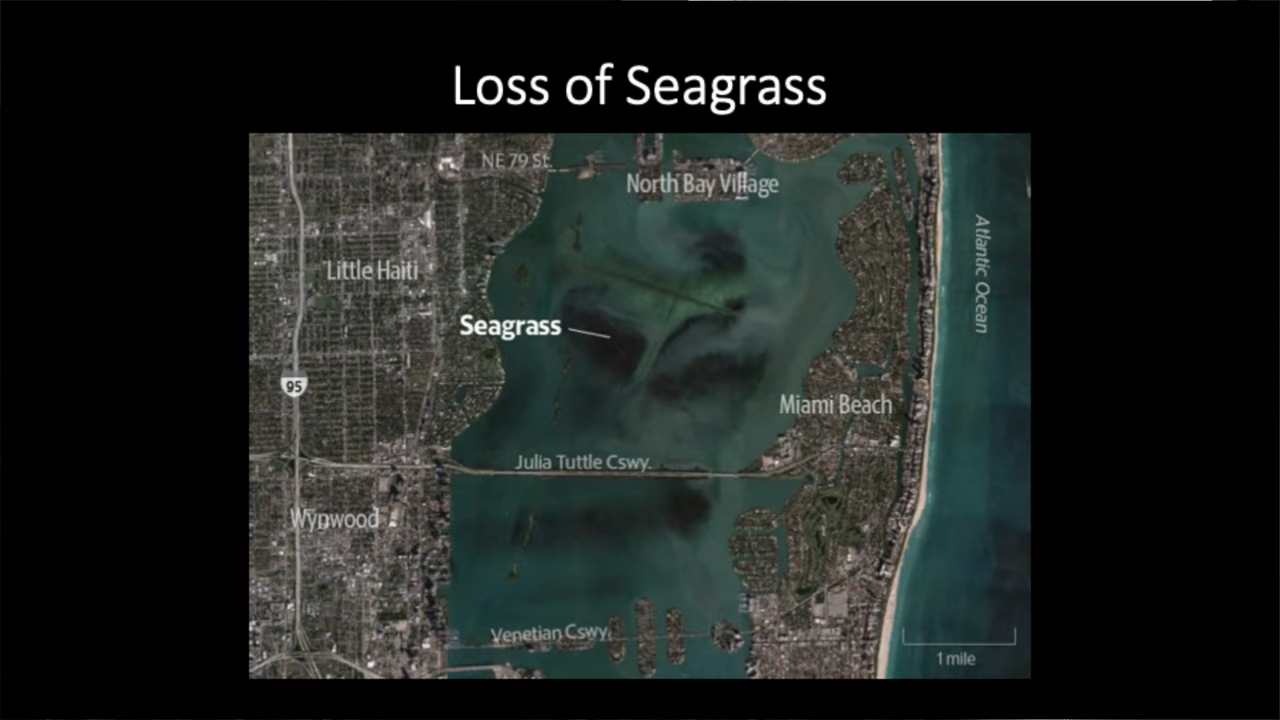 Loss of Seagrass
NE 79 St.
North Bay Village
Little Haiti
Atlantic Ocean
Seagrass
95
Miami Beach
Julia Tuttle Cswy.
Wynwood
Venetian Cswy.
1 mile